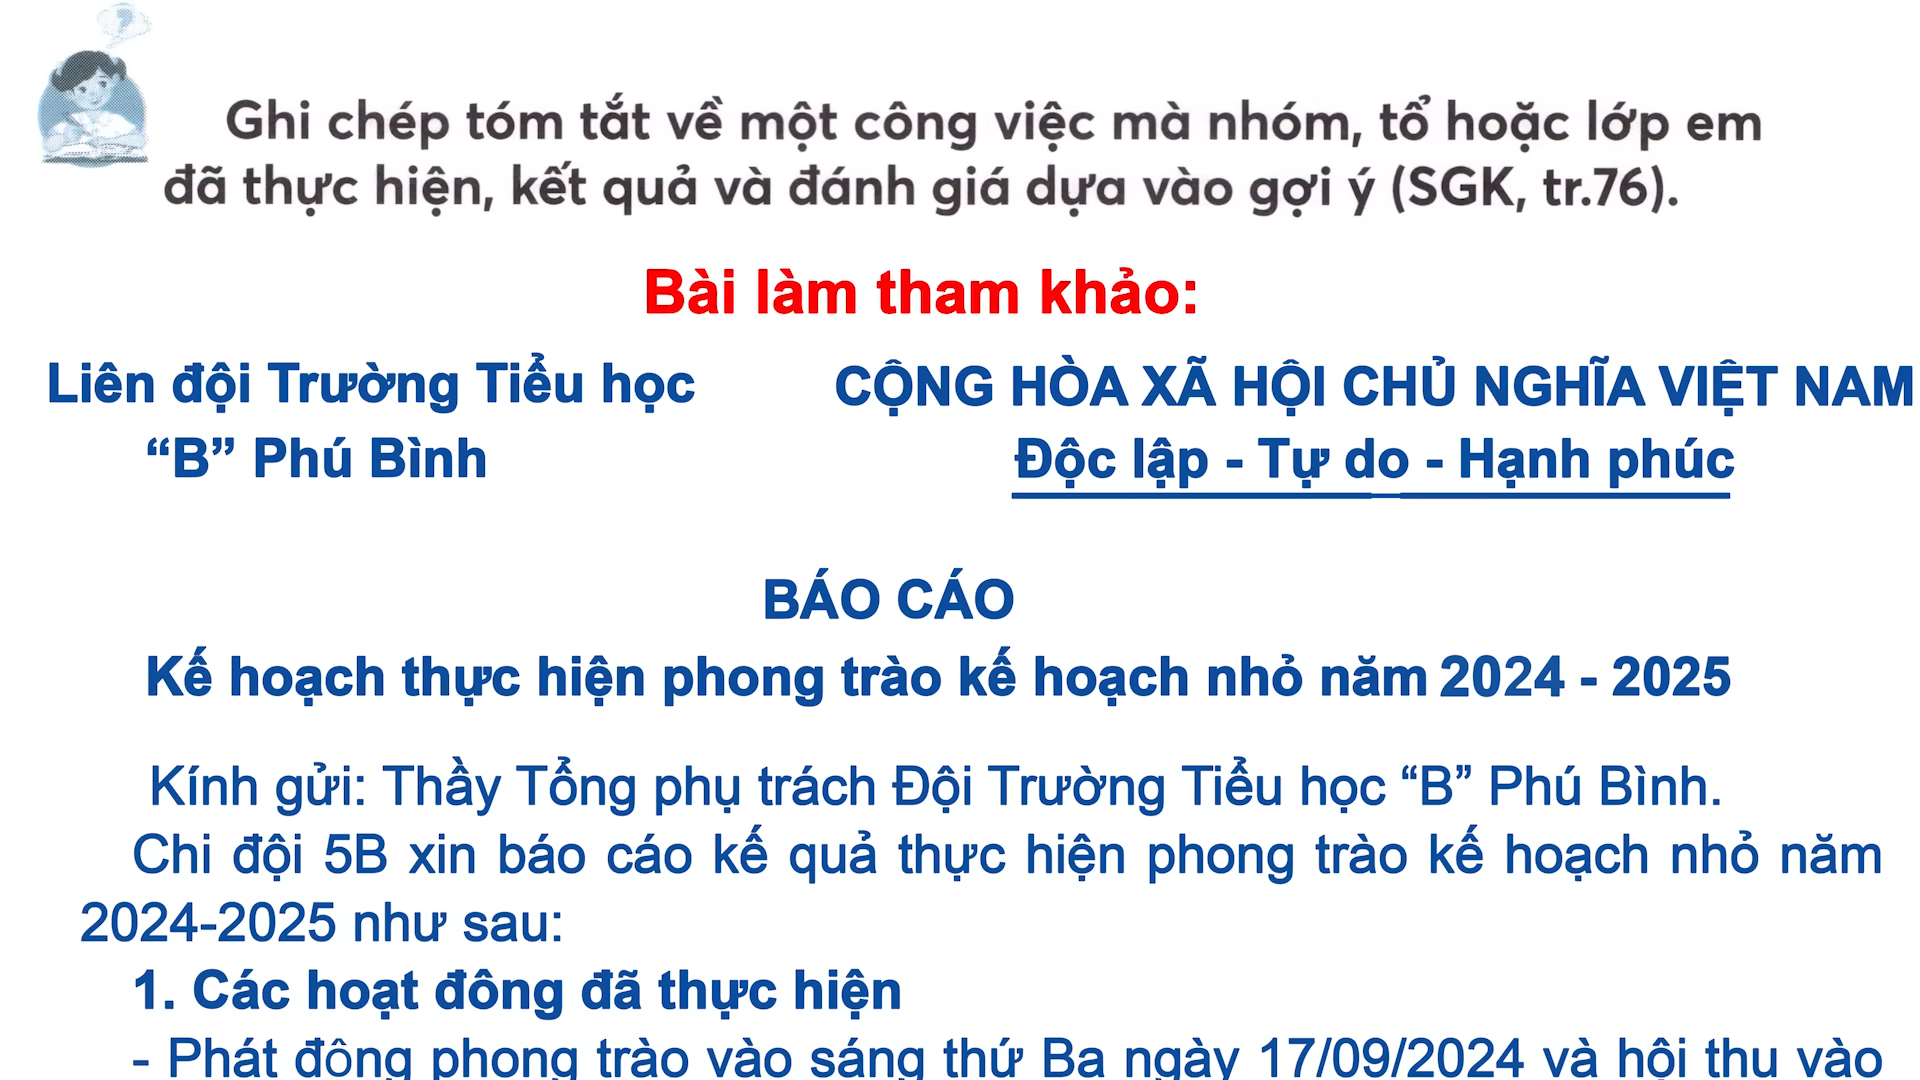 Ghi chép tóm tắt về một công việc mà nhóm, tổ hoặc lớp em
đã thực hiện, kết quả và đánh giá dựa vào gợi ý (SGK, tr.76).
Bài làm tham khảo:
Liên đội Trường Tiểu học
“B” Phú Bình
CỘNG HÒA XÃ HỘI CHỦ NGHĨA VIỆT NAM
Độc lập - Tự do - Hạnh phúc
BÁO CÁO
Kế hoạch thực hiện phong trào kế hoạch nhỏ năm 2024 - 2025
Kính gửi: Thầy Tổng phụ trách Đội Trường Tiểu học “B” Phú Bình.
Chi đội 5B xin báo cáo kế quả thực hiện phong trào kế hoạch nhỏ năm
2024-2025 như sau:
1. Các hoạt đông đã thực hiện
- Phát động phong trào vào sáng thứ Ba ngày 17/09/2024 và hội thu vào